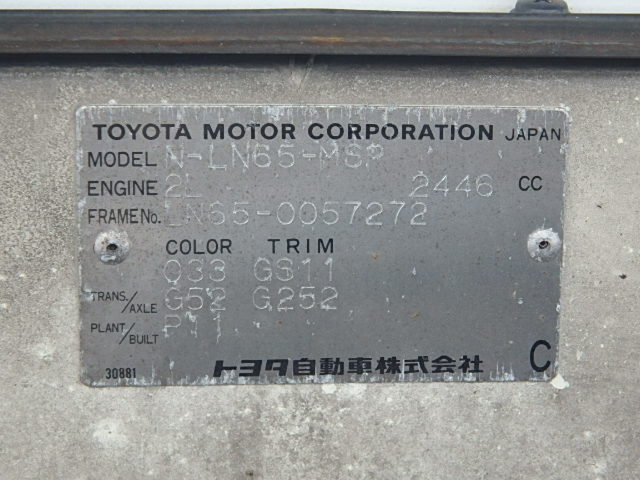 TOYOTA MOTOR CORPORATION JAPAN
MODEL N-LN65-MSP
ENGINE 2L 2446 CC
FRAME No. LN65-0057272
COLOR TRIM
033 GS11
TRANS./AXLE G52 G252
PLANT/BUILT P11
30881 トヨタ自動車株式会社 C